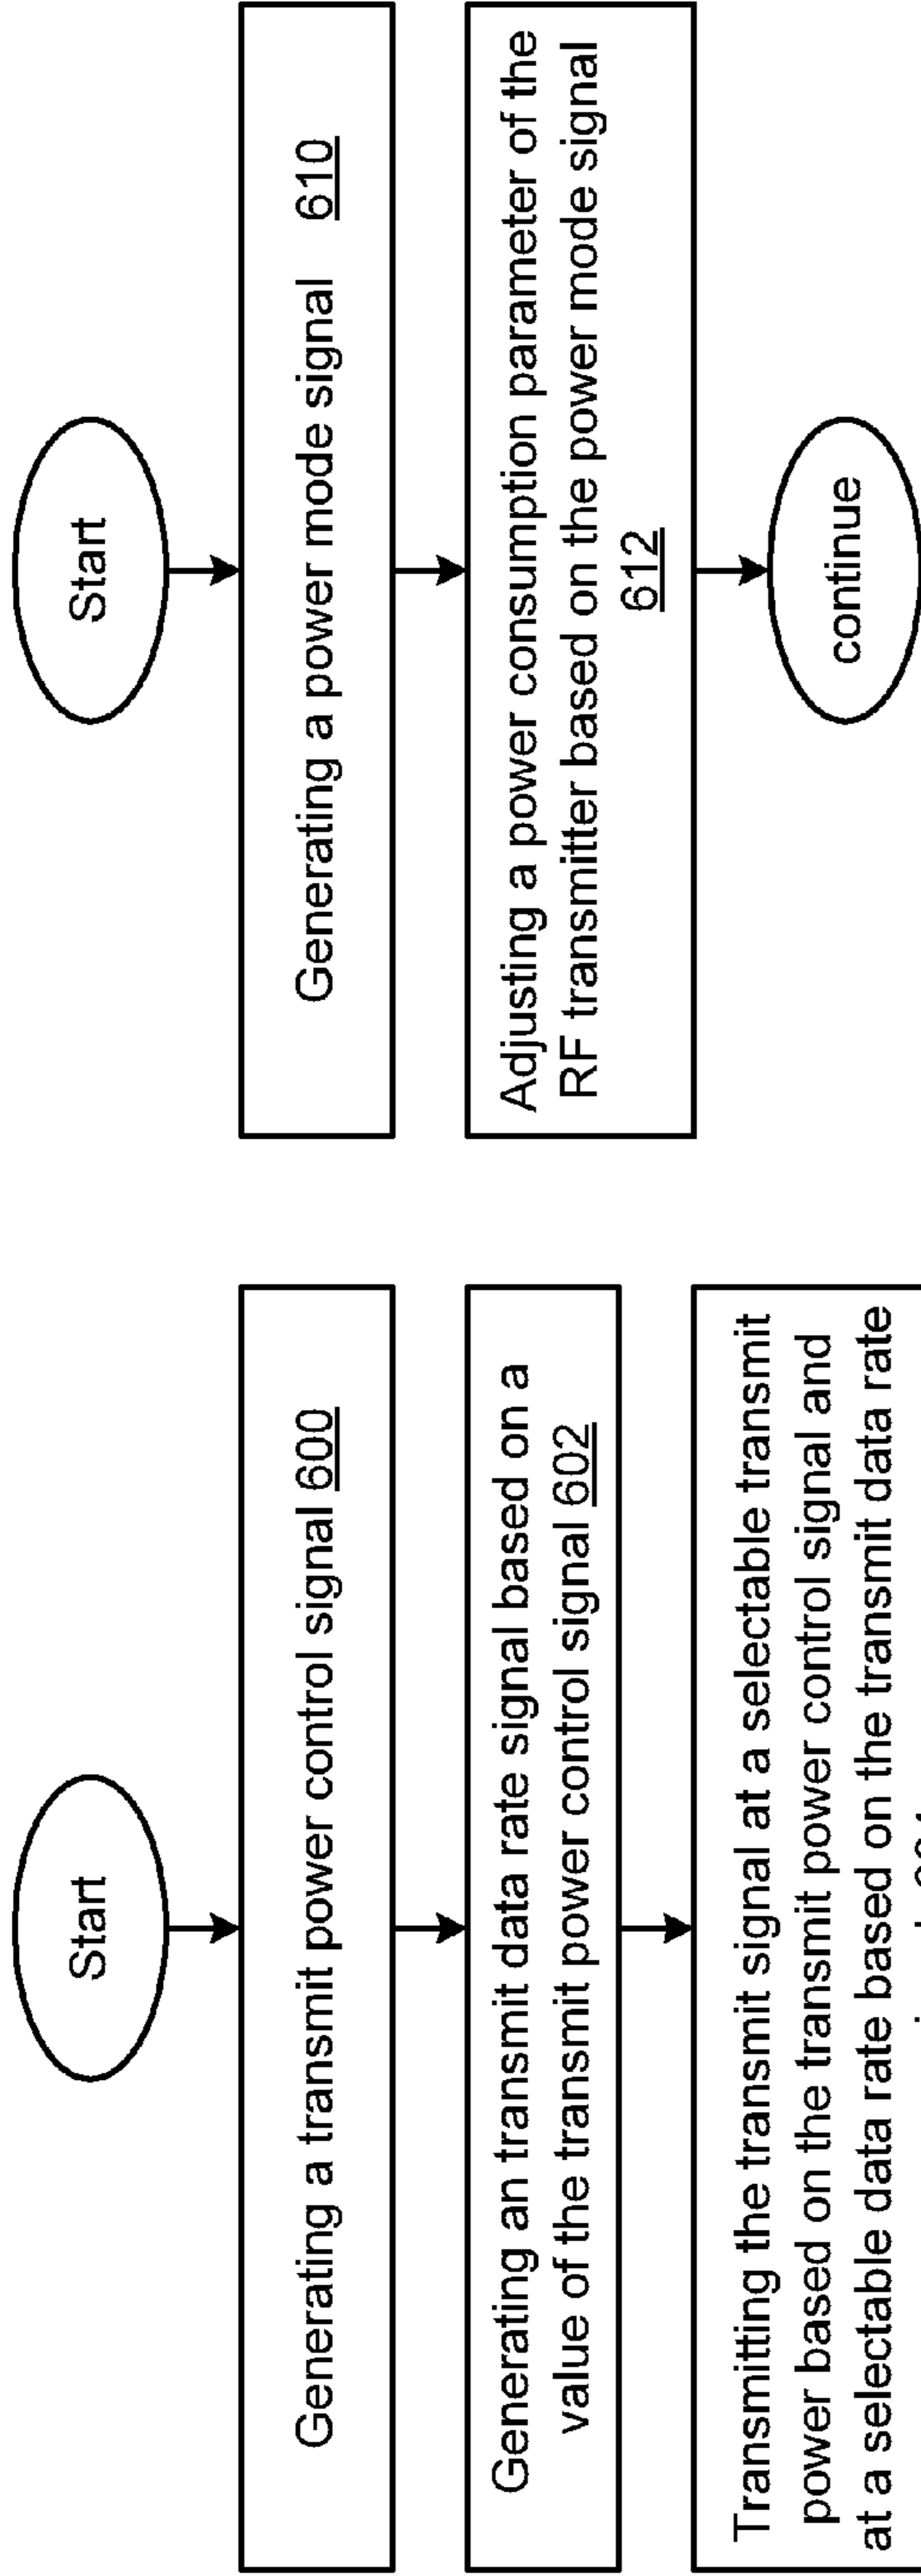 Start
Generating a transmit power control signal 600
Generating an transmit data rate signal based on a
value of the transmit power control signal 602
Transmitting the transmit signal at a selectable transmit
power based on the transmit power control signal and
at a selectable data rate based on the transmit data rate
Start
Generating a power mode signal 610
Adjusting a power consumption parameter of the
RF transmitter based on the power mode signal
612
continue